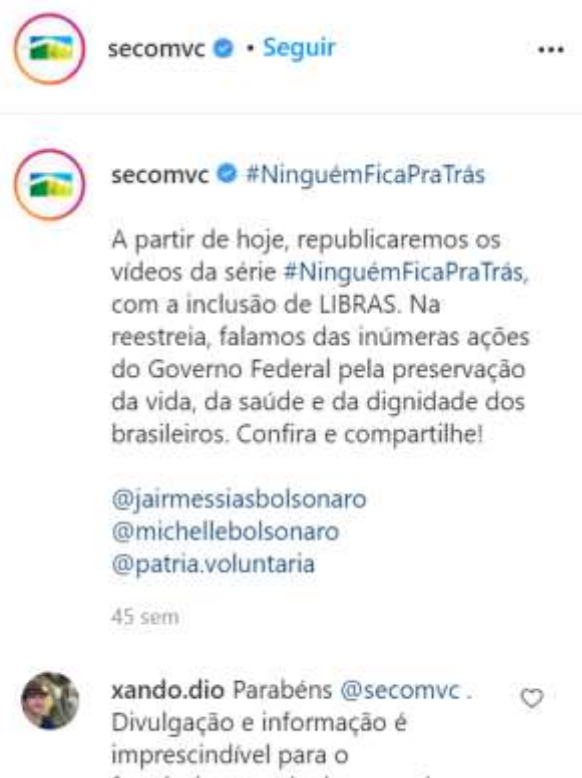 secomvc • Seguir
secomvc #NinguémFicaPraTrás
A partir de hoje, republicaremos os
vídeos da série #NinguémFicaPraTrás,
com a inclusão de LIBRAS. Na
reestreia, falamos das inúmeras ações
do Governo Federal pela preservação
da vida, da saúde e da dignidade dos
brasileiros. Confira e compartilhe!
@jairmessiasbolsonaro
@michellebolsonaro
@patria.voluntaria
45 sem
xando.dio Parabéns @secomvc .
Divulgação e informação é
imprescindível para o